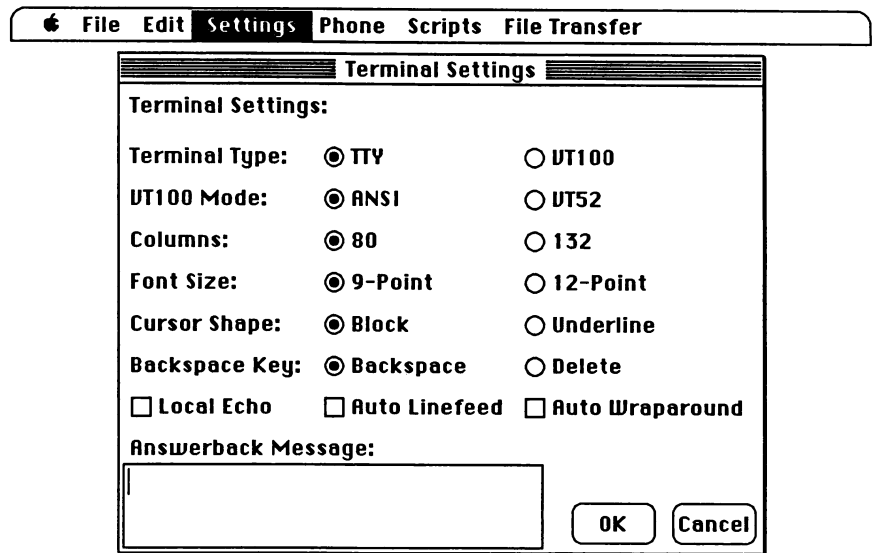 File Edit Settings Phone Scripts File Transfer
Terminal Settings
Terminal Settings:
Terminal Type: TTY VT100
VT100 Mode: ANSI VT52
Columns: 80 132
Font Size: 9-Point 12-Point
Cursor Shape: Block Underline
Backspace Key: Backspace Delete
Local Echo Auto Linefeed Auto Wraparound
Answerback Message:
OK Cancel